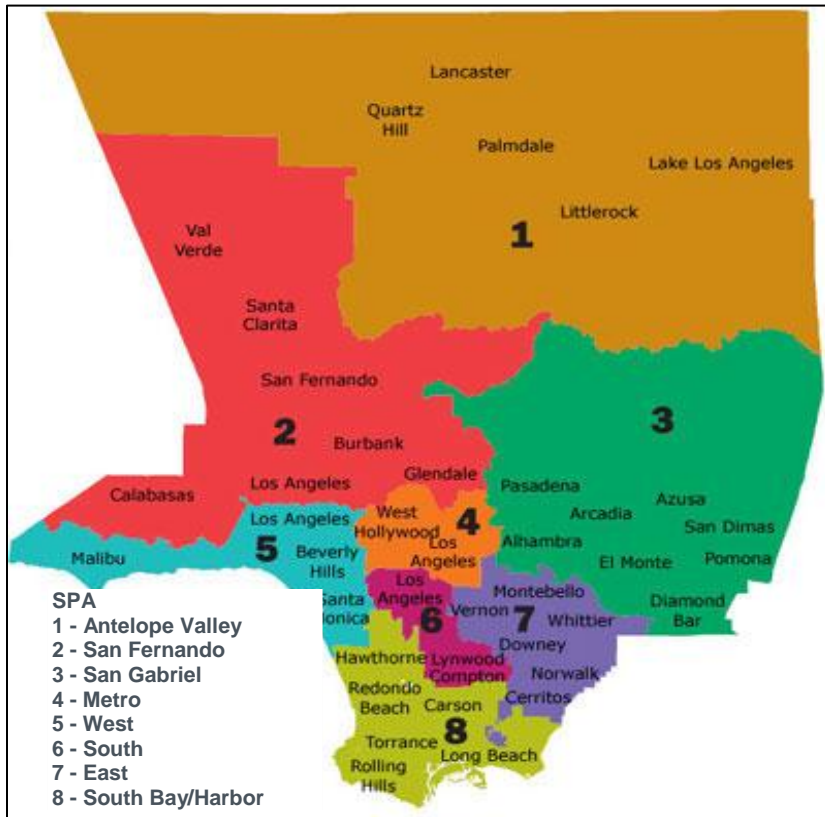 Lancaster
Quartz
Hill
Palmdale
Lake Los Angeles
Littlerock
1
Val
Verde
Santa
Clarita
San Fernando
2
Burbank
Los Angeles
Glendale
Calabasas
3
Pasadena
Azusa
Arcadia
San Dimas
Alhambra
El Monte
Pomona
Diamond
Bar
West
Hollywood
4
Los
Angeles
Los Angeles
5
Beverly
Hills
Malibu
Santa
Monica
Los
Angeles
6
Lynwood
Compton
Montebello
Vernon
7
Whittier
Downey
Norwalk
Cerritos
Hawthorne
Redondo
Beach
Carson
8
Torrance
Long Beach
Rolling
Hills
SPA
1 - Antelope Valley
2 - San Fernando
3 - San Gabriel
4 - Metro
5 - West
6 - South
7 - East
8 - South Bay/Harbor